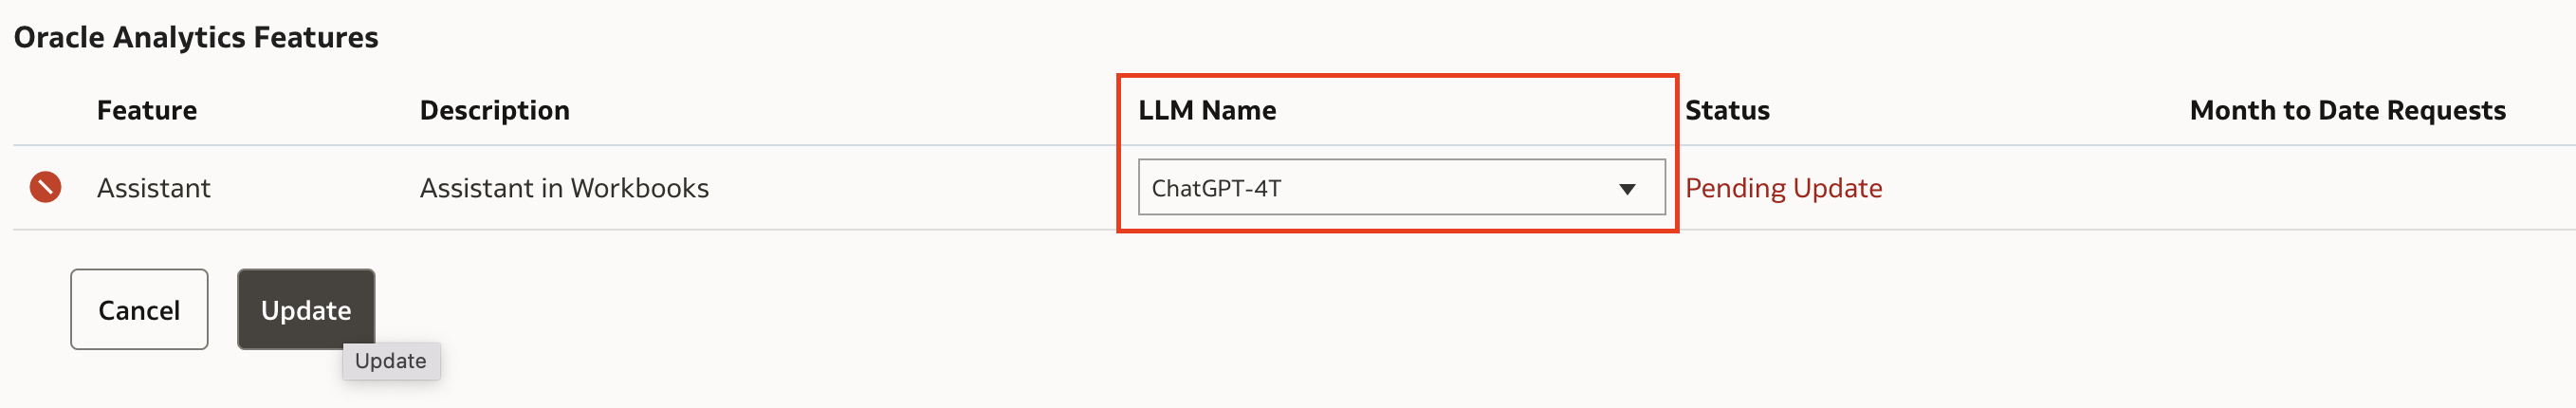 Oracle Analytics Features
Feature Description LLM Name Status Month to Date Requests
Assistant Assistant in Workbooks ChatGPT-4T Pending Update
Cancel Update
Update